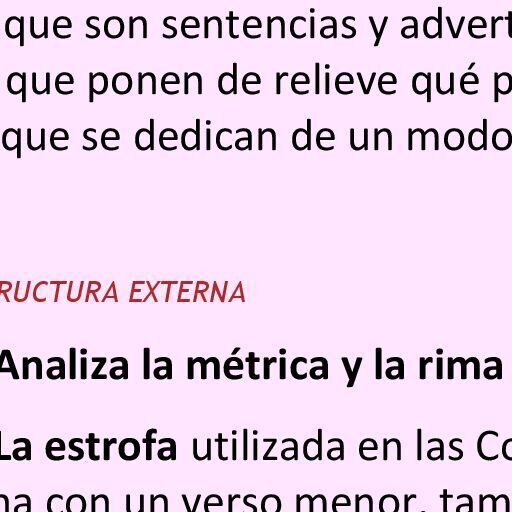 que son sentencias y advert
que ponen de relieve qué p
que se dedican de un modo
RUCTURA EXTERNA
Analiza la métrica y la rima
La estrofa utilizada en las Co
na con un verso menor, tam